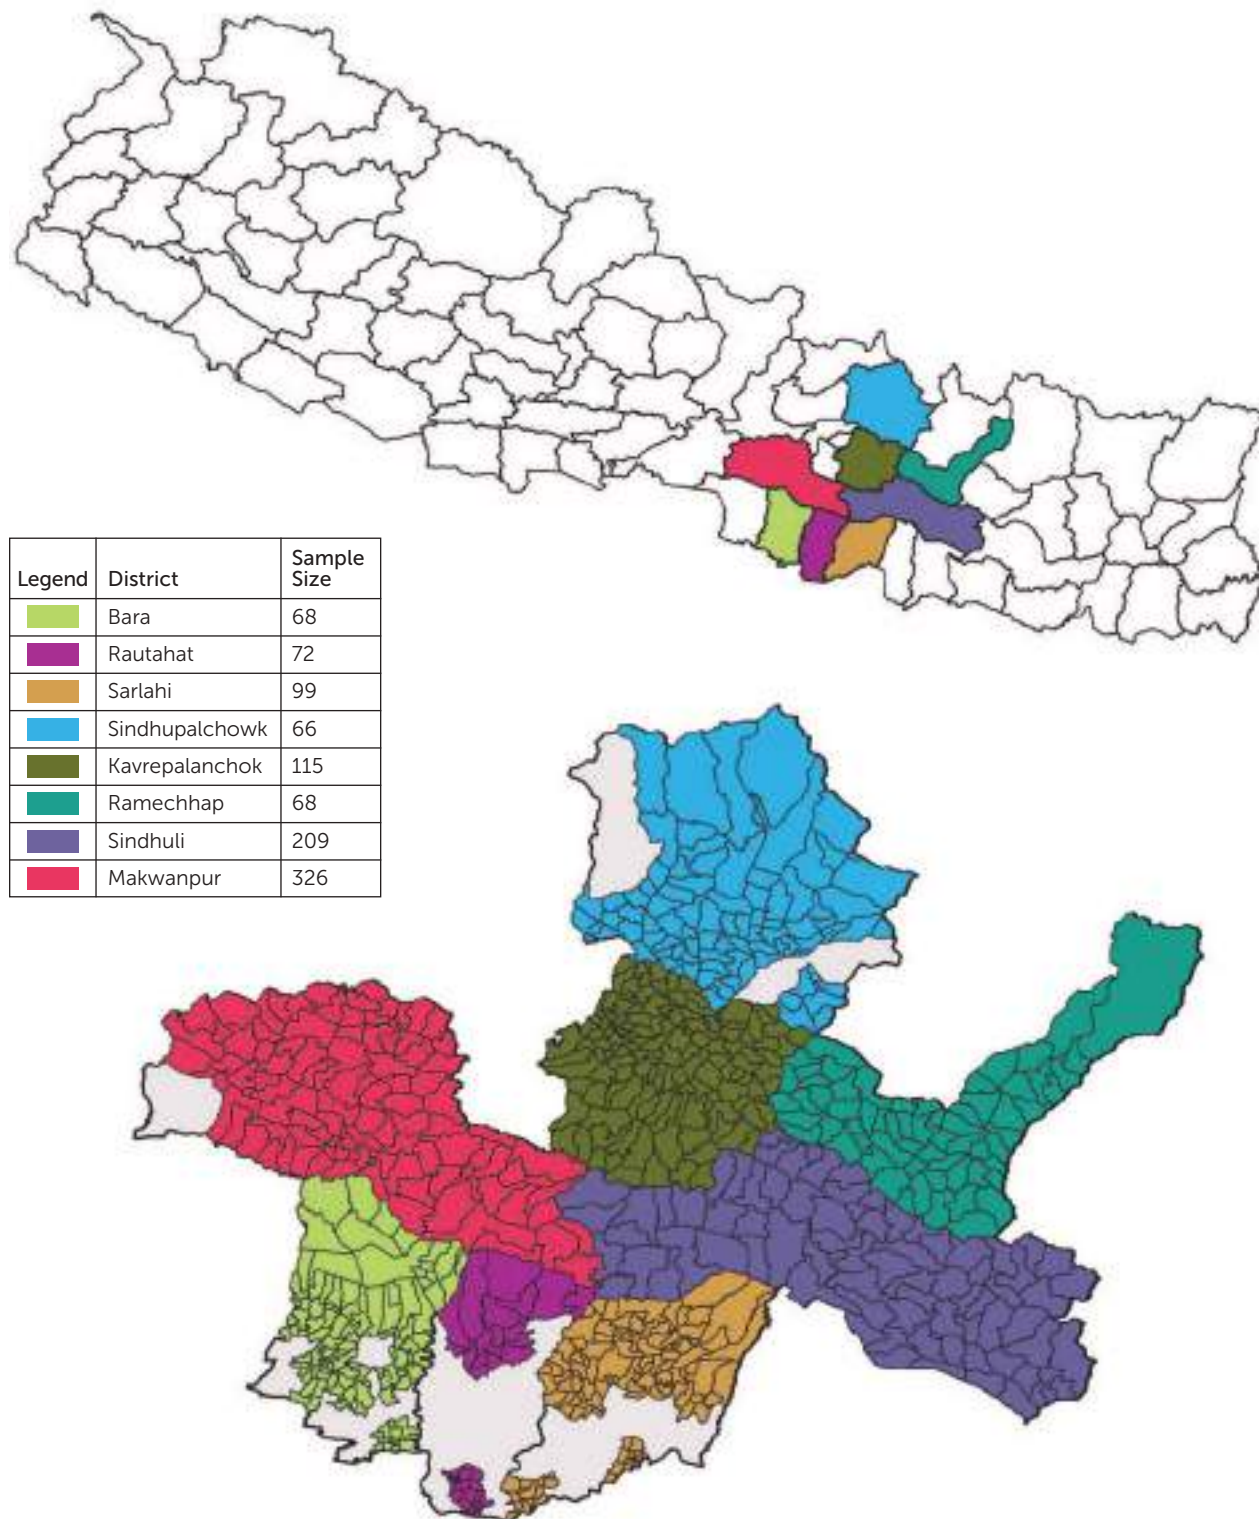 Legend District Sample Size
Bara 68
Rautahat 72
Sarlahi 99
Sindhupalchowk 66
Kavrepalanchok 115
Ramechhap 68
Sindhuli 209
Makwanpur 326